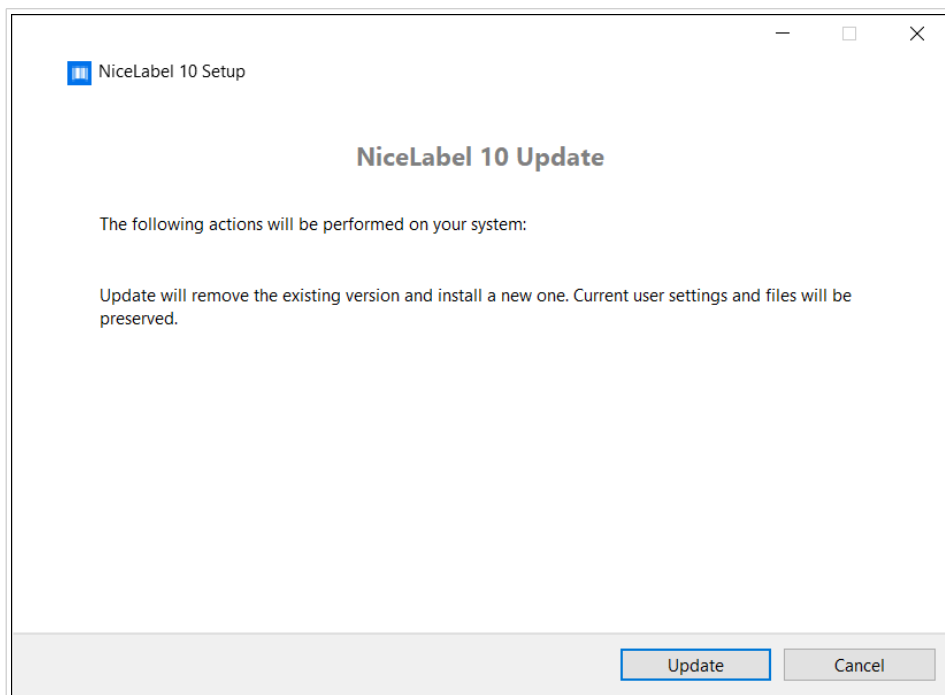 NiceLabel 10 Setup
NiceLabel 10 Update
The following actions will be performed on your system:
Update will remove the existing version and install a new one. Current user settings and files will be
preserved.
Update
Cancel